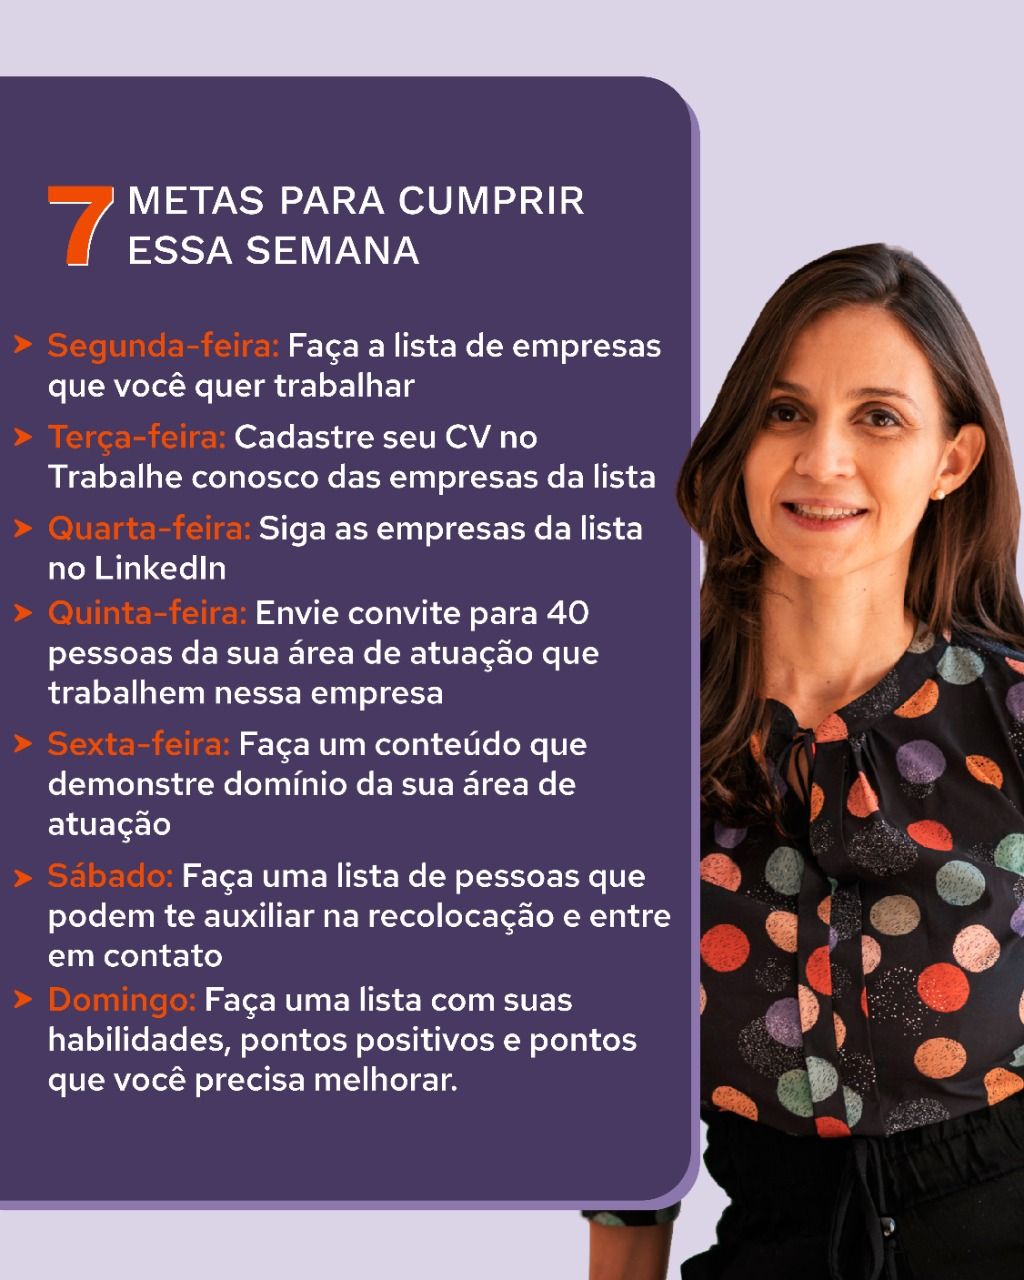 7 METAS PARA CUMPRIR
ESSA SEMANA
➤ Segunda-feira: Faça a lista de empresas
que você quer trabalhar
➤ Terça-feira: Cadastre seu CV no
Trabalhe conosco das empresas da lista
➤ Quarta-feira: Siga as empresas da lista
no LinkedIn
➤ Quinta-feira: Envie convite para 40
pessoas da sua área de atuação que
trabalhem nessa empresa
➤ Sexta-feira: Faça um conteúdo que
demonstre domínio da sua área de
atuação
➤ Sábado: Faça uma lista de pessoas que
podem te auxiliar na recolocação e entre
em contato
➤ Domingo: Faça uma lista com suas
habilidades, pontos positivos e pontos
que você precisa melhorar.